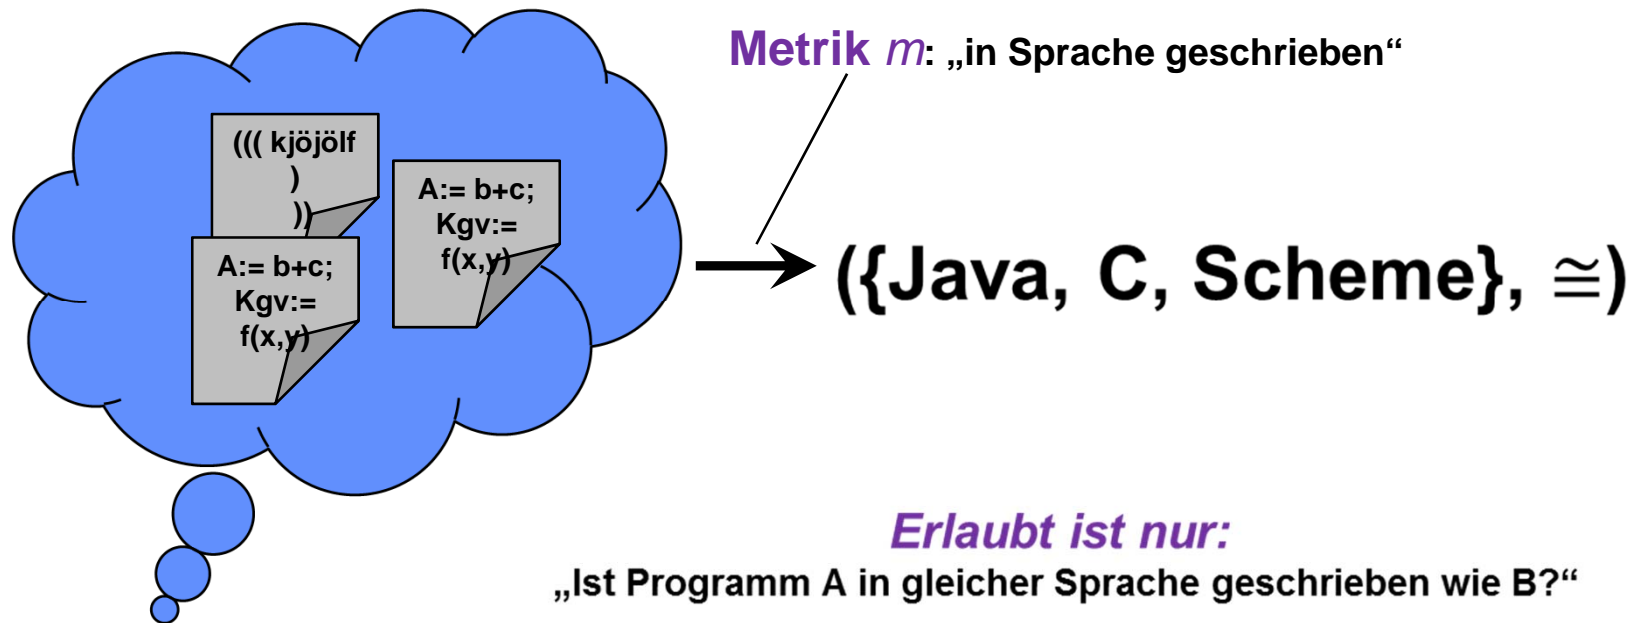 Metrik m: „in Sprache geschrieben“
((( kjöjölf
)
))
A:= b+c;
Kgv:=
f(x,y)
A:= b+c;
Kgv:=
f(x,y)
({Java, C, Scheme}, ≅)
Erlaubt ist nur:
„Ist Programm A in gleicher Sprache geschrieben wie B?“